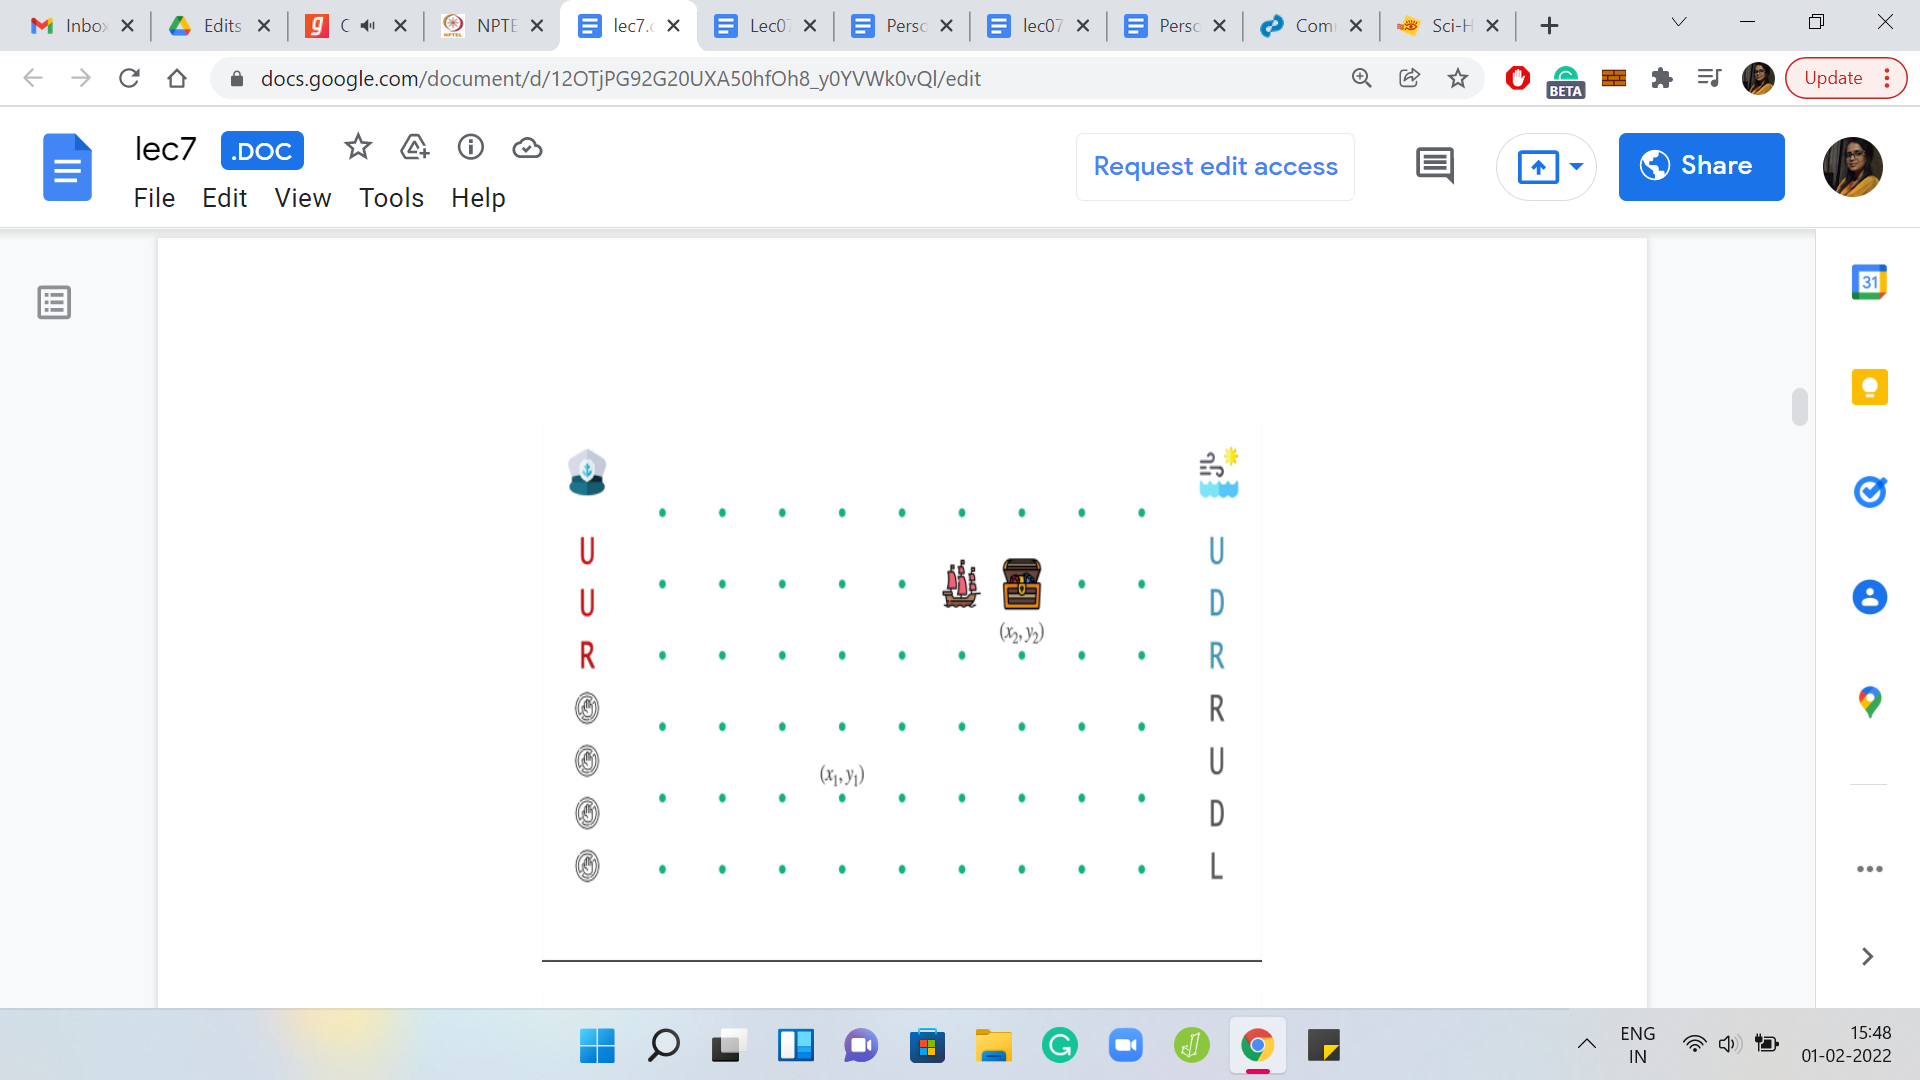 Inbox
Edits
C
NPTE
lec7.c
Lec07
Perso
lec07
Perso
Com
Sci-H
docs.google.com/document/d/12OTjPG92G20UXA50hfOh8_y0YVWk0vQl/edit
BETA
Update
lec7 .DOC
Request edit access
Share
File Edit View Tools Help
31
U U
U D
R R
(x2, y2)
R
U
(x1, y1)
D
L
ENG
IN
15:48
01-02-2022